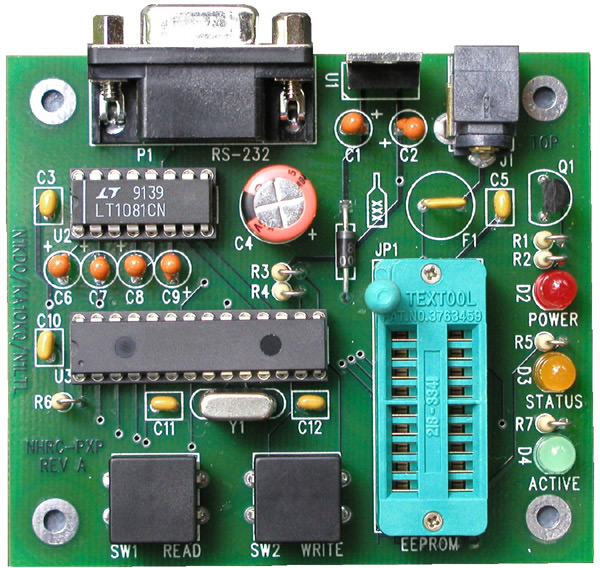 U1
P1
RS-232
C1
C2
J1
TOP
C3
LT 9139
LT1081CN
U2
C4
XXX
C5
Q1
F1
R1
R2
R3
R4
JP1
C6
C7
C8
C9
TEXTOOL
PAT.NO.3763459
D2
POWER
C10
U3
R5
D3
STATUS
R6
C11
Y1
C12
R7
D4
ACTIVE
NHRC-PXP
REV A
SW1 READ
SW2 WRITE
EEPROM